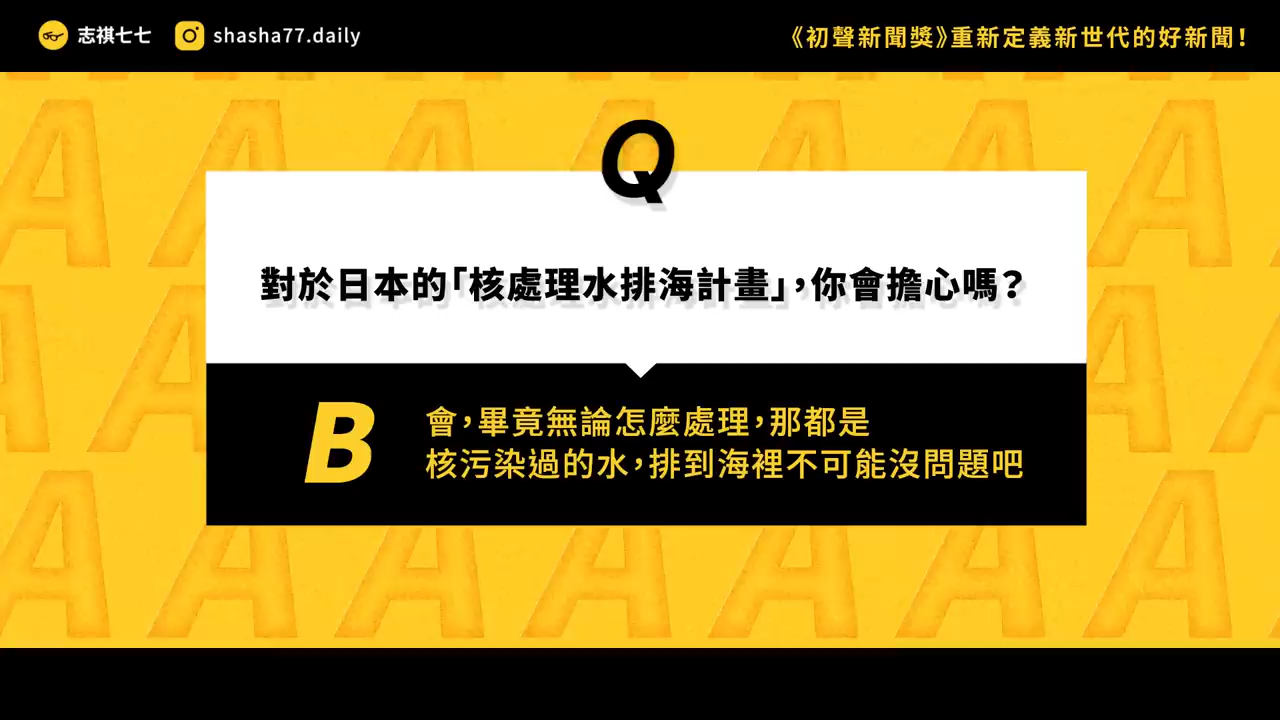 志祺七七
shasha77.daily
《初聲新聞獎》重新定義新世代的好新聞！
Q
對於日本的「核處理水排海計畫」，你會擔心嗎？
B
會，畢竟無論怎麼處理，那都是
核污染過的水，排到海裡不可能沒問題吧